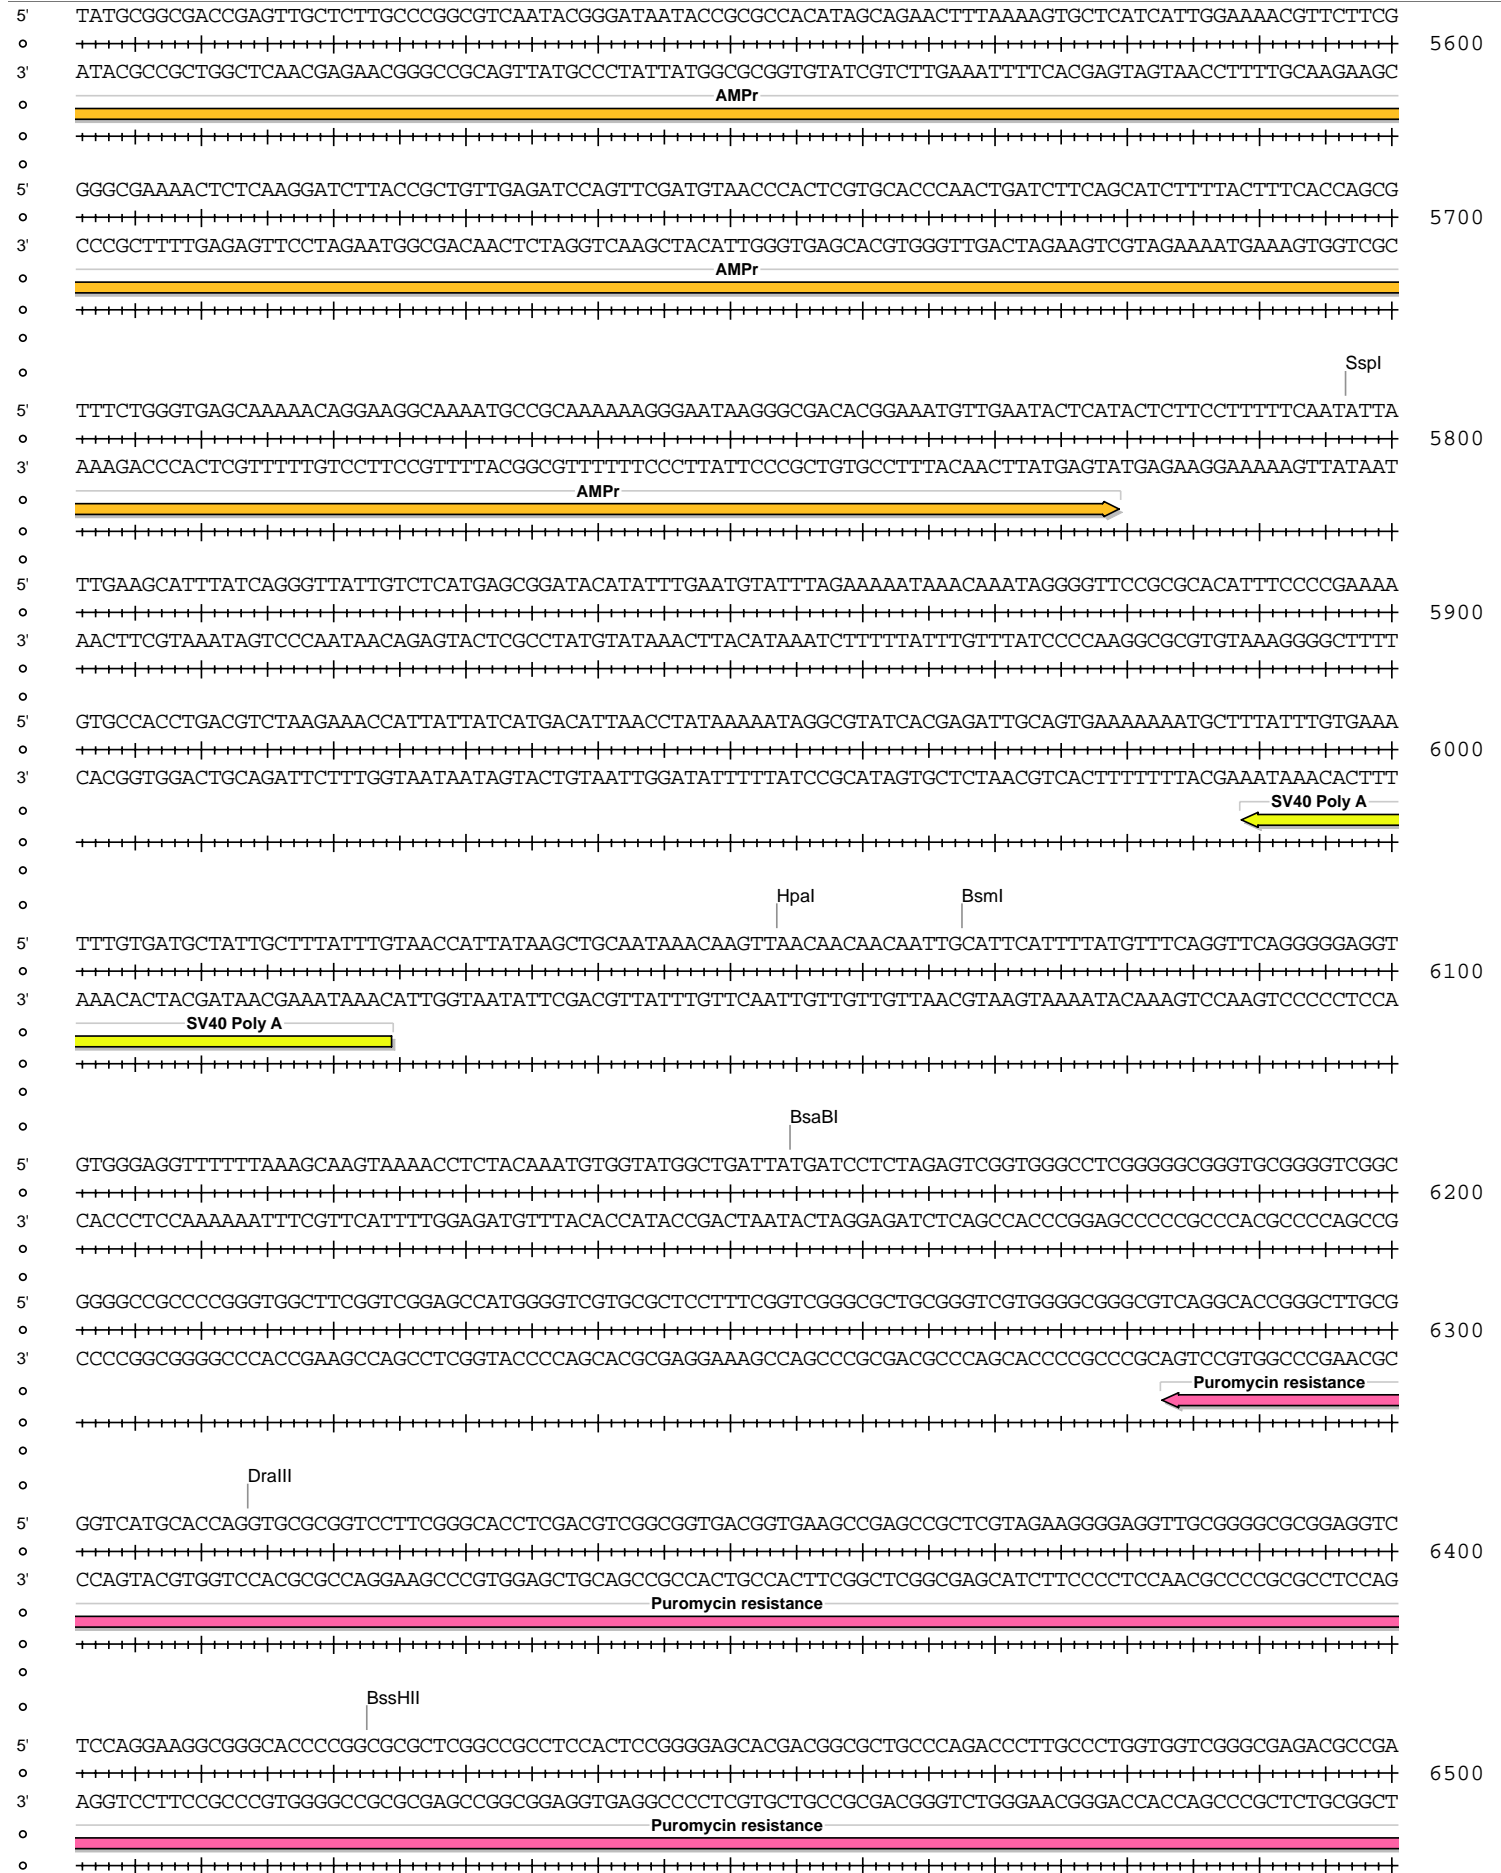 5' TATGCGGCGACCGAGTTGCTCTTGCCCGGCGTCAATACGGGATAATACCGCGCCACATAGCAGAACTTTAAAAGTGCTCATCATTGGAAAACGTTCTTCG
5600
3' ATACGCCGCTGGCTCAACGAGAACGGGCCGCAGTTATGCCCTATTATGGCGCGGTGTATCGTCTTGAAATTTTCACGAGTAGTAACCTTTTGCAAGAAGC
AMPr
5' GGGCGAAAACTCTCAAGGATCTTACCGCTGTTGAGATCCAGTTCGATGTAACCCACTCGTGCACCCAACTGATCTTCAGCATCTTTTACTTTCACCAGCG
5700
3' CCCGCTTTTGAGAGTTCCTAGAATGGCGACAACTCTAGGTCAAGCTACATTGGGTGAGCACGTGGGTTGACTAGAAGTCGTAGAAAATGAAAGTGGTCGC
AMPr
SspI
5' TTTCTGGGTGAGCAAAAACAGGAAGGCAAAATGCCGCAAAAAAGGGAATAAGGGCGACACGGAAATGTTGAATACTCATACTCTTCCTTTTTCAATATTA
5800
3' AAAGACCCACTCGTTTTTGTCCTTCCGTTTTACGGCGTTTTTTCCCTTATTCCCGCTGTGCCTTTACAACTTATGAGTATGAGAAGGAAAAAGTTATAAT
AMPr
5' TTGAAGCATTTATCAGGGTTATTGTCTCATGAGCGGATACATATTTGAATGTATTTAGAAAAATAAACAAATAGGGGTTCCGCGCACATTTCCCCGAAAA
5900
3' AACTTCGTAAATAGTCCCAATAACAGAGTACTCGCCTATGTATAAACTTACATAAATCTTTTTATTTGTTTATCCCCAAGGCGCGTGTAAAGGGGCTTTT
5' GTGCCACCTGACGTCTAAGAAACCATTATTATCATGACATTAACCTATAAAAATAGGCGTATCACGAGATTGCAGTGAAAAAAATGCTTTATTTGTGAAA
6000
3' CACGGTGGACTGCAGATTCTTTGGTAATAATAGTACTGTAATTGGATATTTTTATCCGCATAGTGCTCTAACGTCACTTTTTTTACGAAATAAACACTTT
SV40 Poly A
HpaI BsmI
5' TTTGTGATGCTATTGCTTTATTTGTAACCATTATAAGCTGCAATAAACAAGTTAACAACAACAATTGCATTCATTTTATGTTTCAGGTTCAGGGGGAGGT
6100
3' AAACACTACGATAACGAAATAAACATTGGTAATATTCGACGTTATTTGTTCAATTGTTGTTGTTAACGTAAGTAAAATACAAAGTCCAAGTCCCCCTCCA
SV40 Poly A
BsaBI
5' GTGGGAGGTTTTTTAAAGCAAGTAAAACCTCTACAAATGTGGTATGGCTGATTATGATCCTCTAGAGTCGGTGGGCCTCGGGGGCGGGTGCGGGGTCGGC
6200
3' CACCCTCCAAAAAATTTCGTTCATTTTGGAGATGTTTACACCATACCGACTAATACTAGGAGATCTCAGCCACCCGGAGCCCCCGCCCACGCCCCAGCCG
5' GGGGCCGCCCCGGGTGGCTTCGGTCGGAGCCATGGGGTCGTGCGCTCCTTTCGGTCGGGCGCTGCGGGTCGTGGGGCGGGCGTCAGGCACCGGGCTTGCG
6300
3' CCCCGGCGGGGCCCACCGAAGCCAGCCTCGGTACCCCAGCACGCGAGGAAAGCCAGCCCGCGACGCCCAGCACCCCGCCCGCAGTCCGTGGCCCGAACGC
Puromycin resistance
DraIII
5' GGTCATGCACCAGGTGCGCGGTCCTTCGGGCACCTCGACGTCGGCGGTGACGGTGAAGCCGAGCCGCTCGTAGAAGGGGAGGTTGCGGGGCGCGGAGGTC
6400
3' CCAGTACGTGGTCCACGCGCCAGGAAGCCCGTGGAGCTGCAGCCGCCACTGCCACTTCGGCTCGGCGAGCATCTTCCCCTCCAACGCCCCGCGCCTCCAG
Puromycin resistance
BssHII
5' TCCAGGAAGGCGGGCACCCCGGCGCGCTCGGCCGCCTCCACTCCGGGGAGCACGACGGCGCTGCCCAGACCCTTGCCCTGGTGGTCGGGCGAGACGCCGA
6500
3' AGGTCCTTCCGCCCGTGGGGCCGCGCGAGCCGGCGGAGGTGAGGCCCCTCGTGCTGCCGCGACGGGTCTGGGAACGGGACCACCAGCCCGCTCTGCGGCT
Puromycin resistance